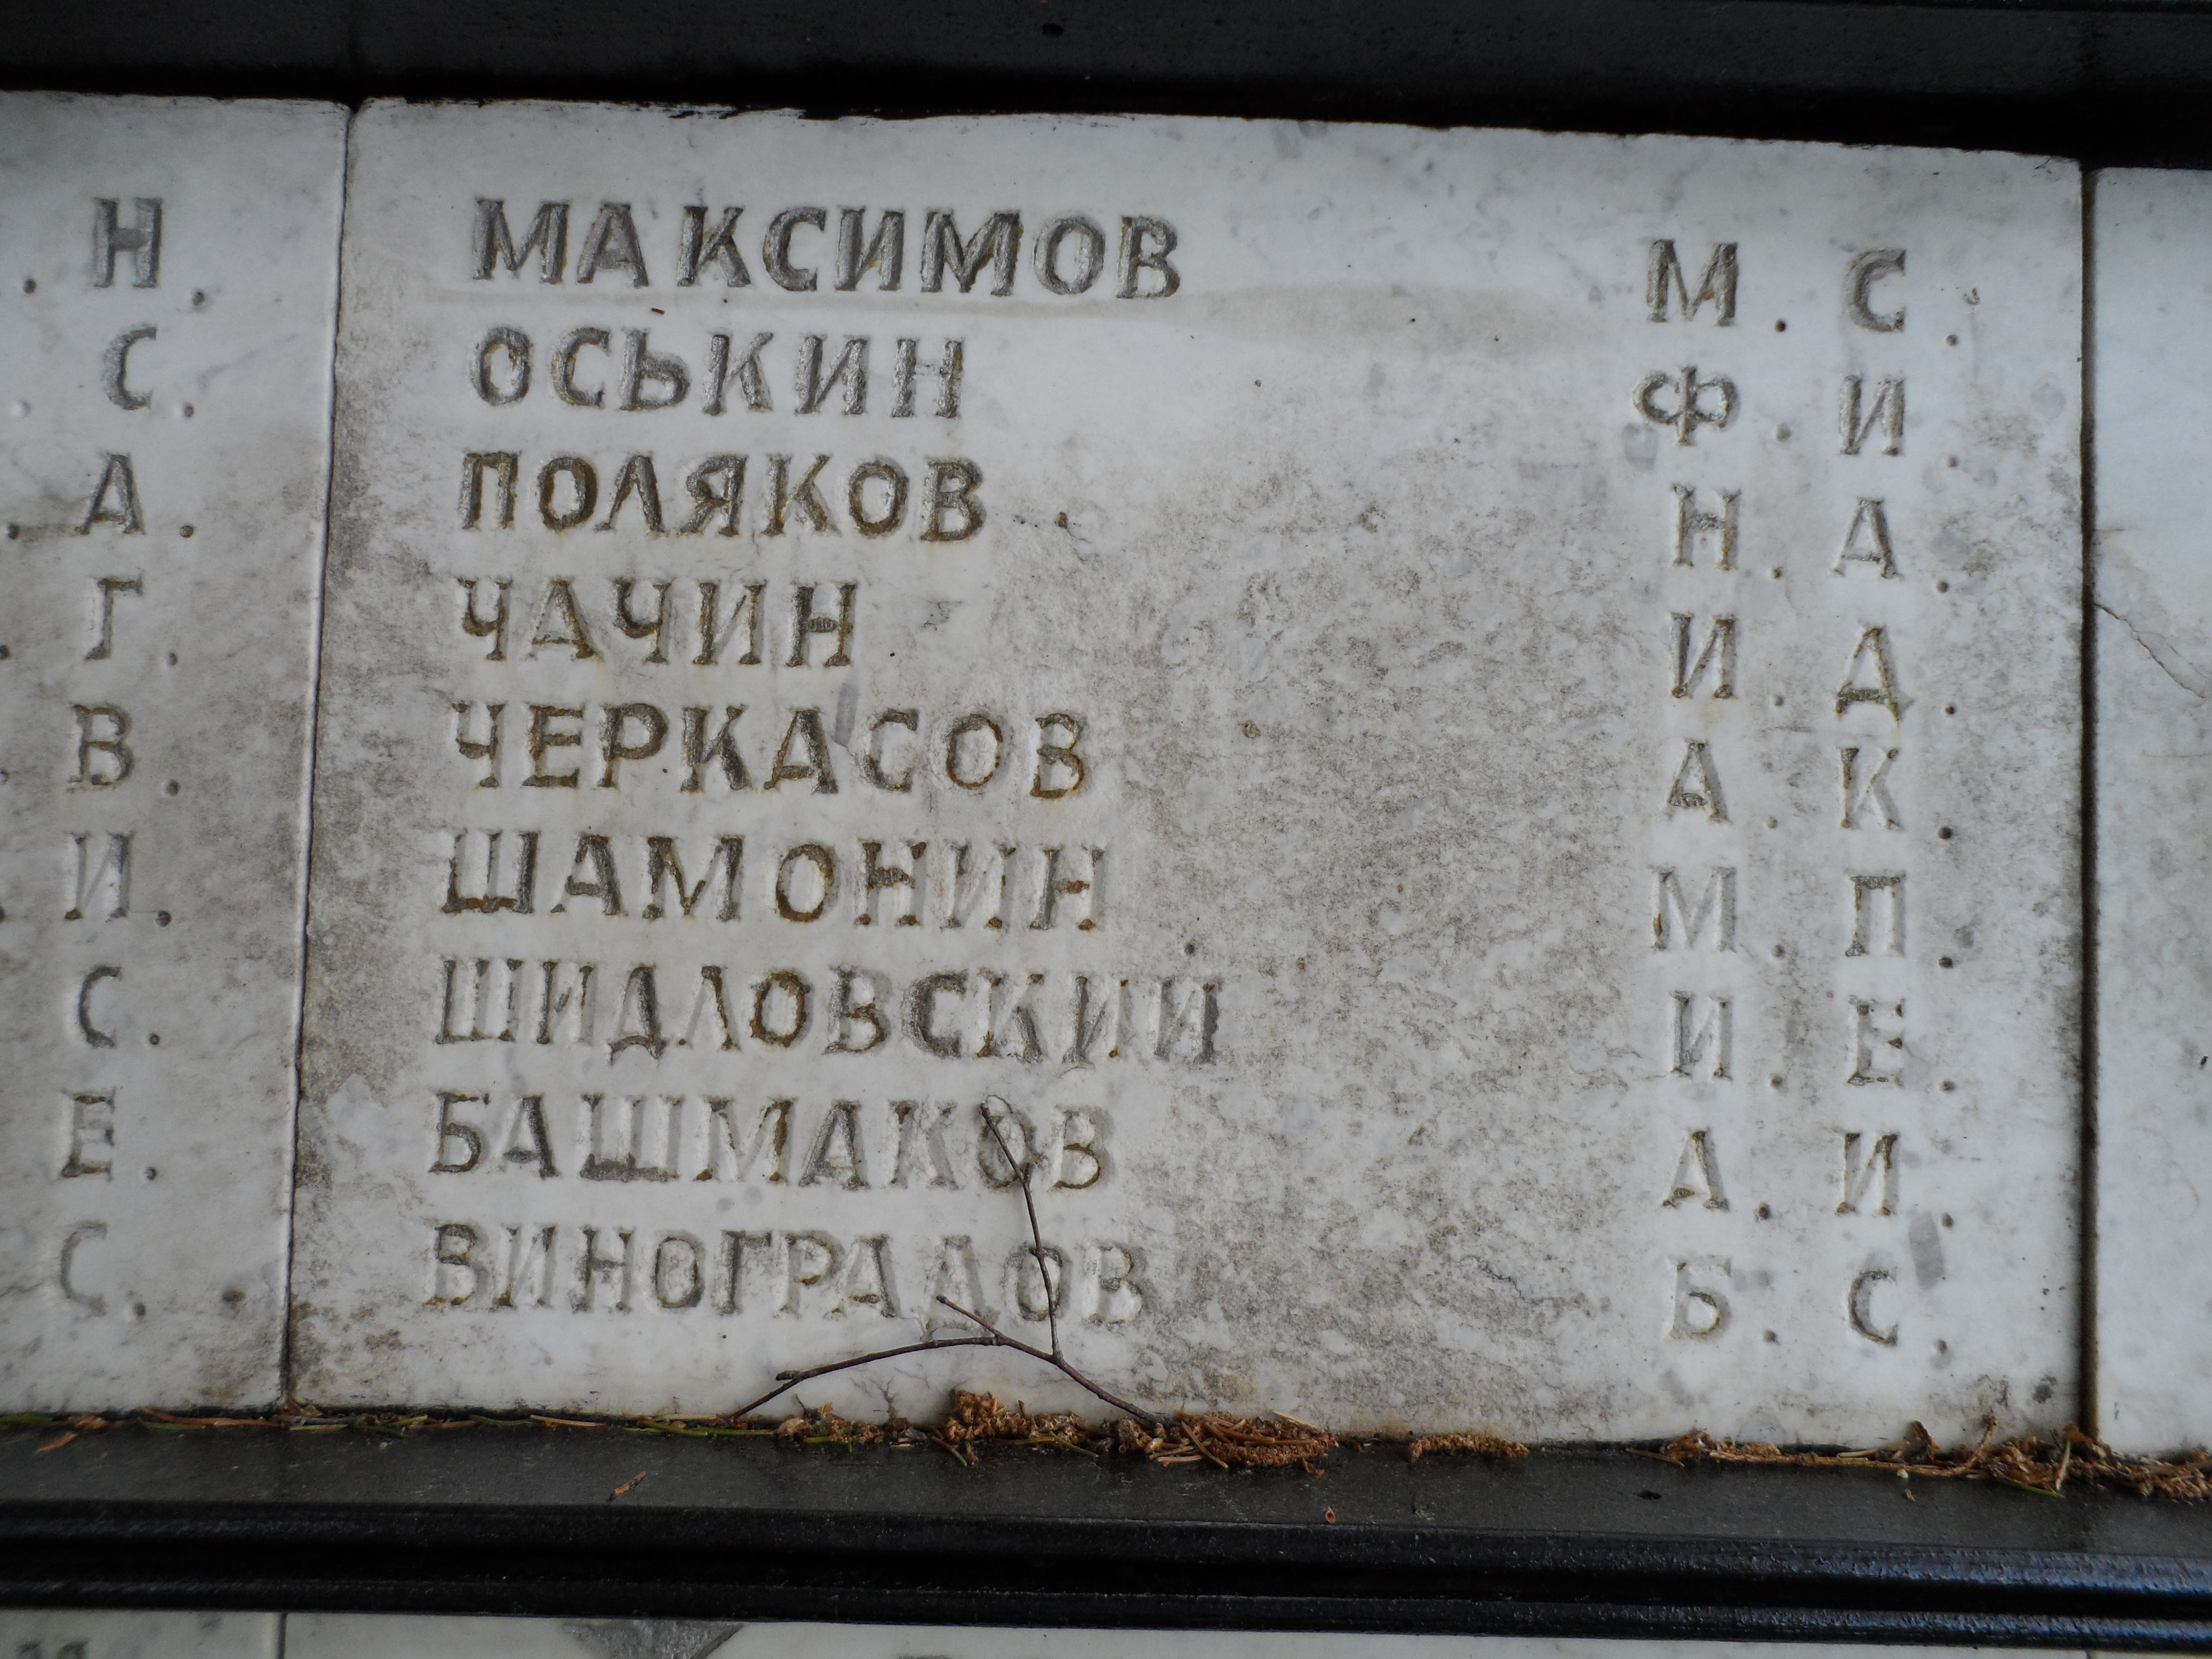 Н. МАКСИМОВ М. С.
С. ОСЬКИН Ф. И.
А. ПОЛЯКОВ Н. А.
Г. ЧАЧИН И. Д.
В. ЧЕРКАСОВ А. К.
И. ШАМОНИН М. П.
С. ШИДЛОВСКИЙ И. Е.
Е. БАШМАКОВ А. И.
С. ВИНОГРАДОВ Б. С.